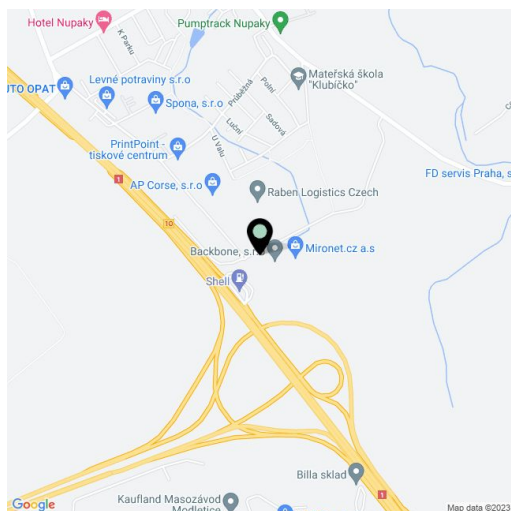 Hotel Nupaky
Pumptrack Nupaky
K Parku
Mateřská škola
"Klubíčko"
Levné potraviny s.r.o
UTO OPAT
Spona, s.r.o
Průběžná
Polní
Luční
Sadová
U Valu
PrintPoint -
tiskové centrum
1
AP Corse, s.r.o
FD servis Praha, s
Raben Logistics Czech
10
Backbone, s.r.o
Mironet.cz a.s
Shell
Billa sklad
1
Kaufland Masozávod
Modletice
Google
Map data ©2023